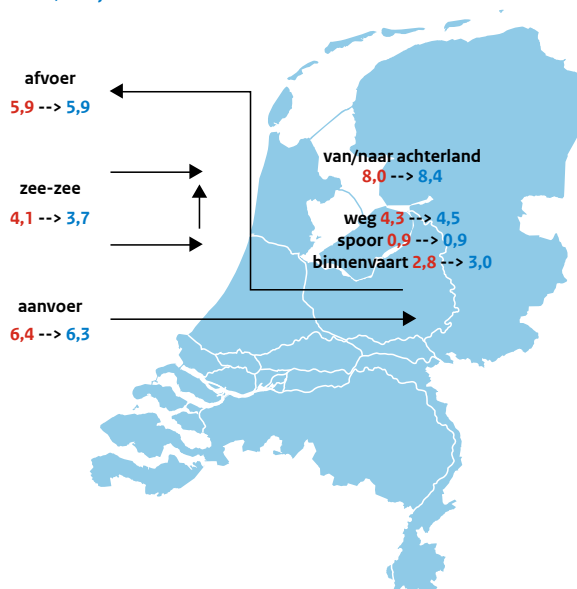 afvoer
5,9 --> 5,9
van/naar achterland
8,0 --> 8,4
zee-zee
4,1 --> 3,7
weg 4,3 --> 4,5
spoor 0,9 --> 0,9
binnenvaart 2,8 --> 3,0
aanvoer
6,4 --> 6,3